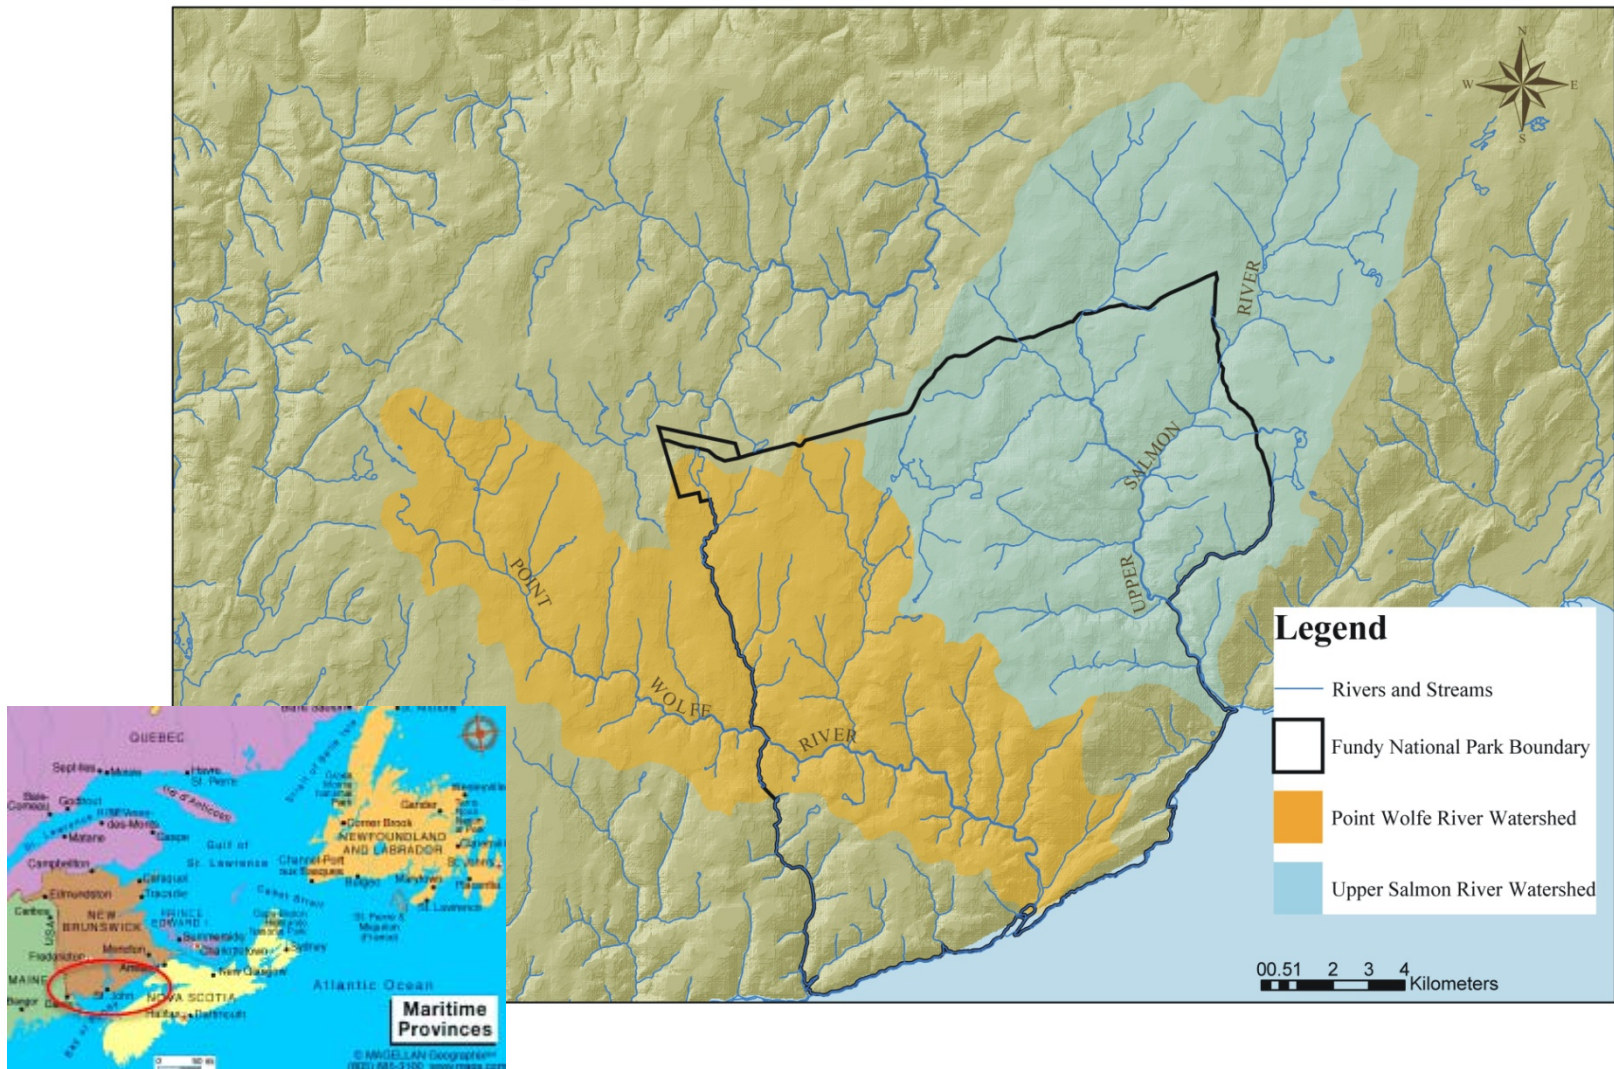 N
W
E
S
RIVER
SALMON
UPPER
POINT
WOLFE
RIVER
Legend
Rivers and Streams
Fundy National Park Boundary
Point Wolfe River Watershed
Upper Salmon River Watershed
00.51 2 3 4
Kilometers
QUEBEC
Gulf of
St. Lawrence
Corner Brook
NEWFOUNDLAND
AND LABRADOR
Gander
Matane
Gaspe
Campbellton
Edmundston
NEW
BRUNSWICK
PRINCE
EDWARD I.
Summerside
Charlottetown
Sydney
New Glasgow
Moncton
Fredericton
MAINE
USA
St. John
NOVA SCOTIA
Halifax
Dartmouth
Atlantic Ocean
Maritime
Provinces
© MAGELLAN Geographix